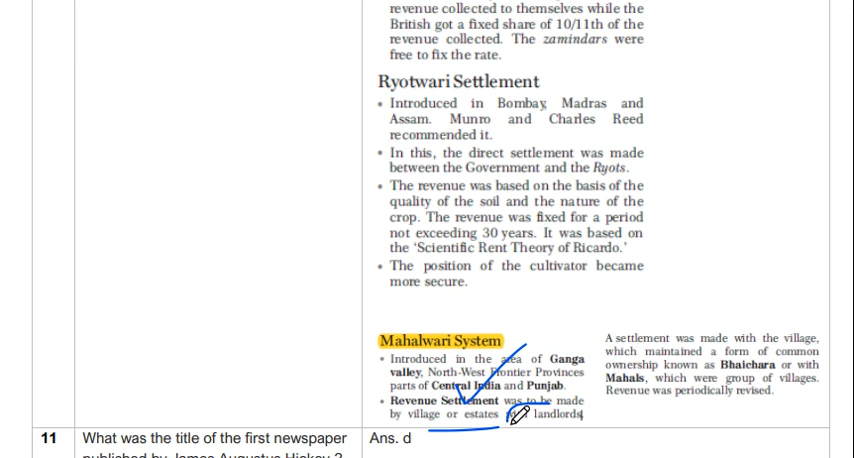 revenue collected to themselves while the
British got a fixed share of 10/11th of the
revenue collected. The zamindars were
free to fix the rate.
Ryotwari Settlement
• Introduced in Bombay, Madras and
Assam. Munro and Charles Reed
recommended it.
• In this, the direct settlement was made
between the Government and the Ryots.
• The revenue was based on the basis of the
quality of the soil and the nature of the
crop. The revenue was fixed for a period
not exceeding 30 years. It was based on
the ‘Scientific Rent Theory of Ricardo.’
• The position of the cultivator became
more secure.
Mahalwari System
• Introduced in the area of Ganga
valley, North-West Frontier Provinces
parts of Central India and Punjab.
• Revenue Settlement was to be made
by village or estates landlords
A settlement was made with the village,
which maintained a form of common
ownership known as Bhaichara or with
Mahals, which were group of villages.
Revenue was periodically revised.
11 What was the title of the first newspaper Ans. d
published by James Augustus Hickey ?